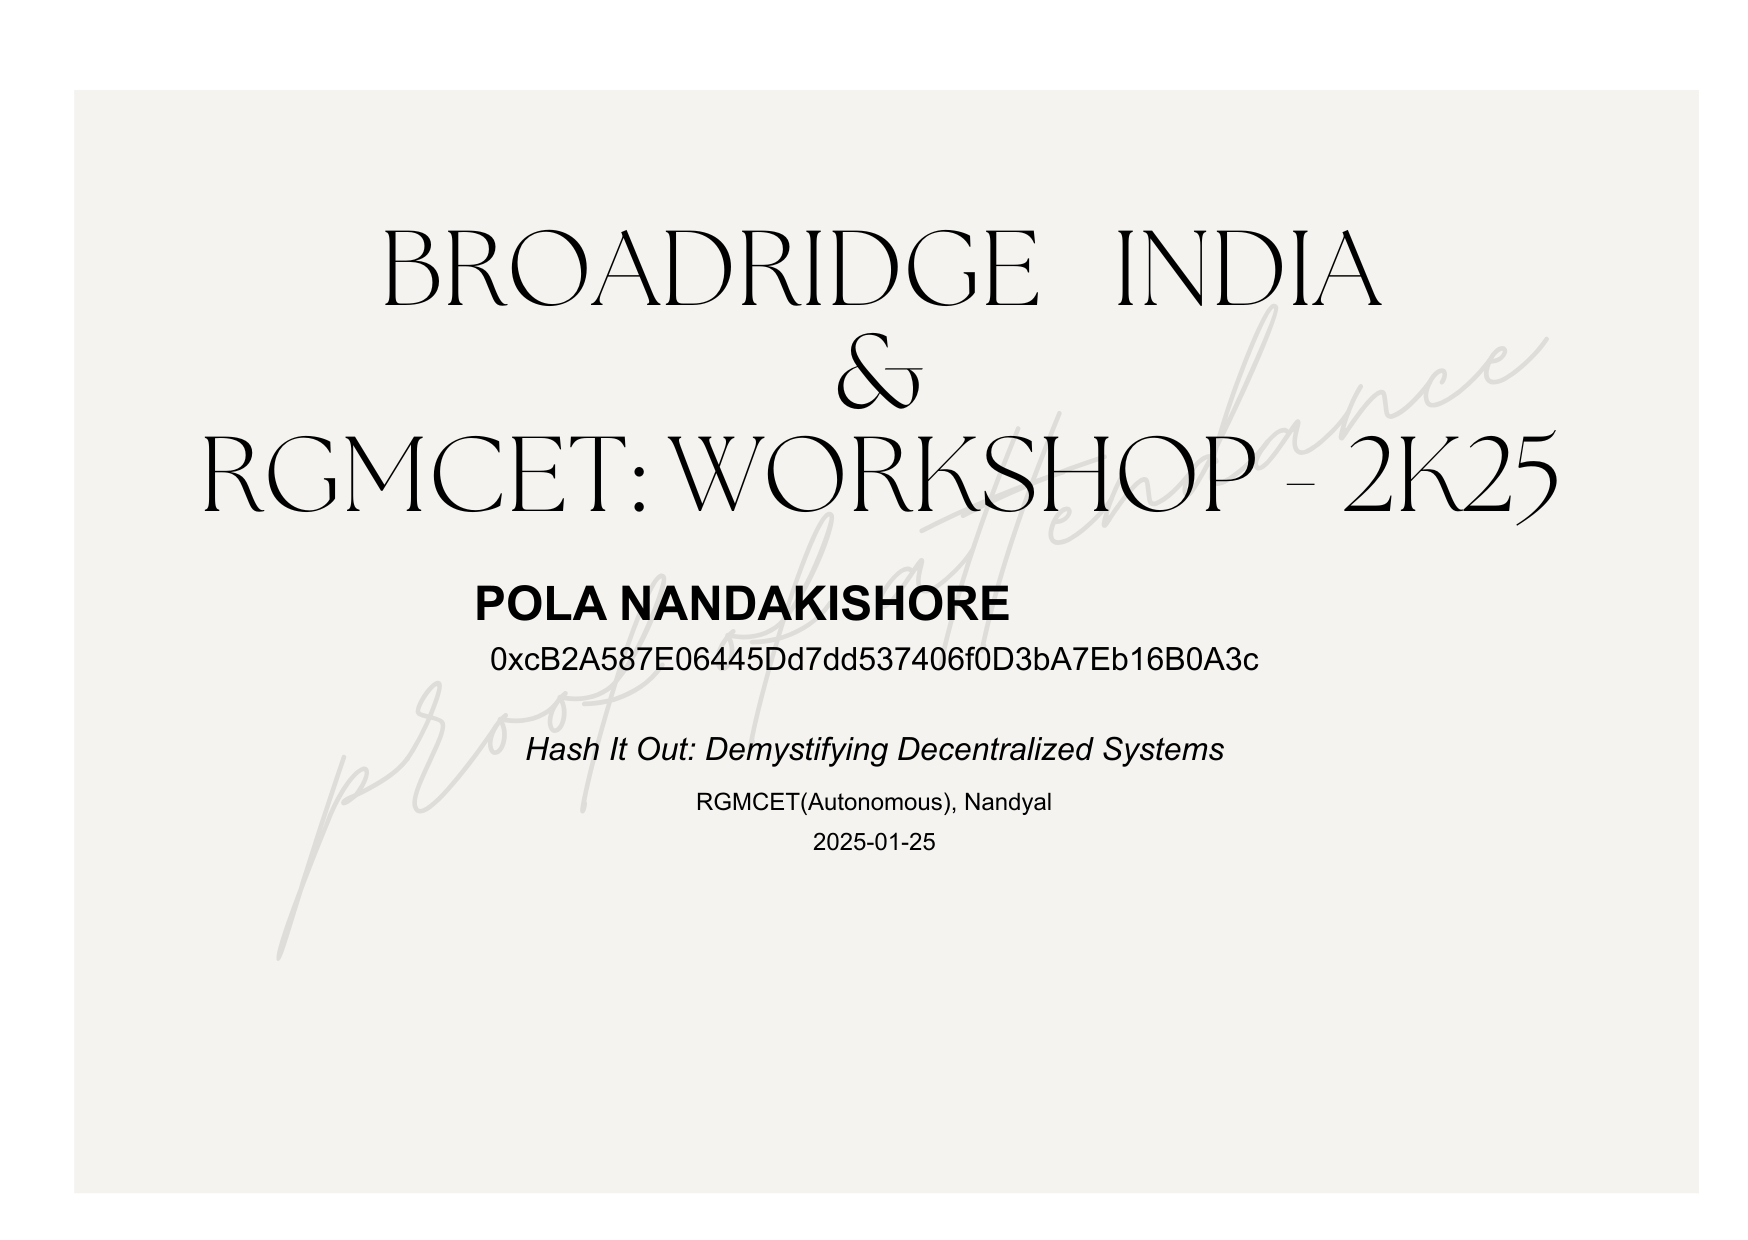 BROADRIDGE INDIA
&
RGMCET: WORKSHOP - 2K25
proof of attendance
POLA NANDAKISHORE
0xcB2A587E06445Dd7dd537406f0D3bA7Eb16B0A3c
Hash It Out: Demystifying Decentralized Systems
RGMCET(Autonomous), Nandyal
2025-01-25